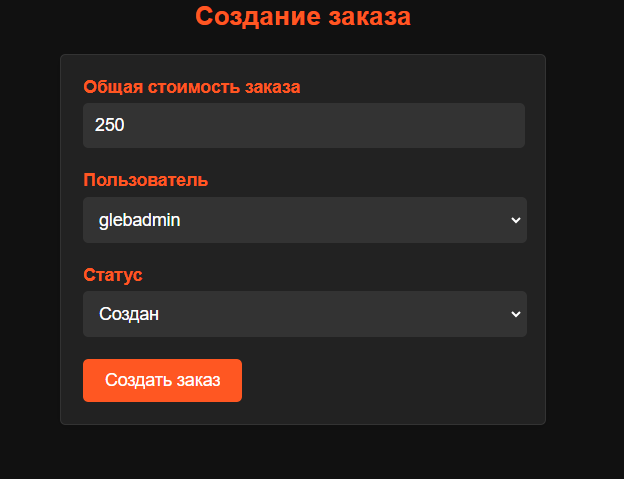 Создание заказа
Общая стоимость заказа
250
Пользователь
glebadmin
Статус
Создан
Создать заказ